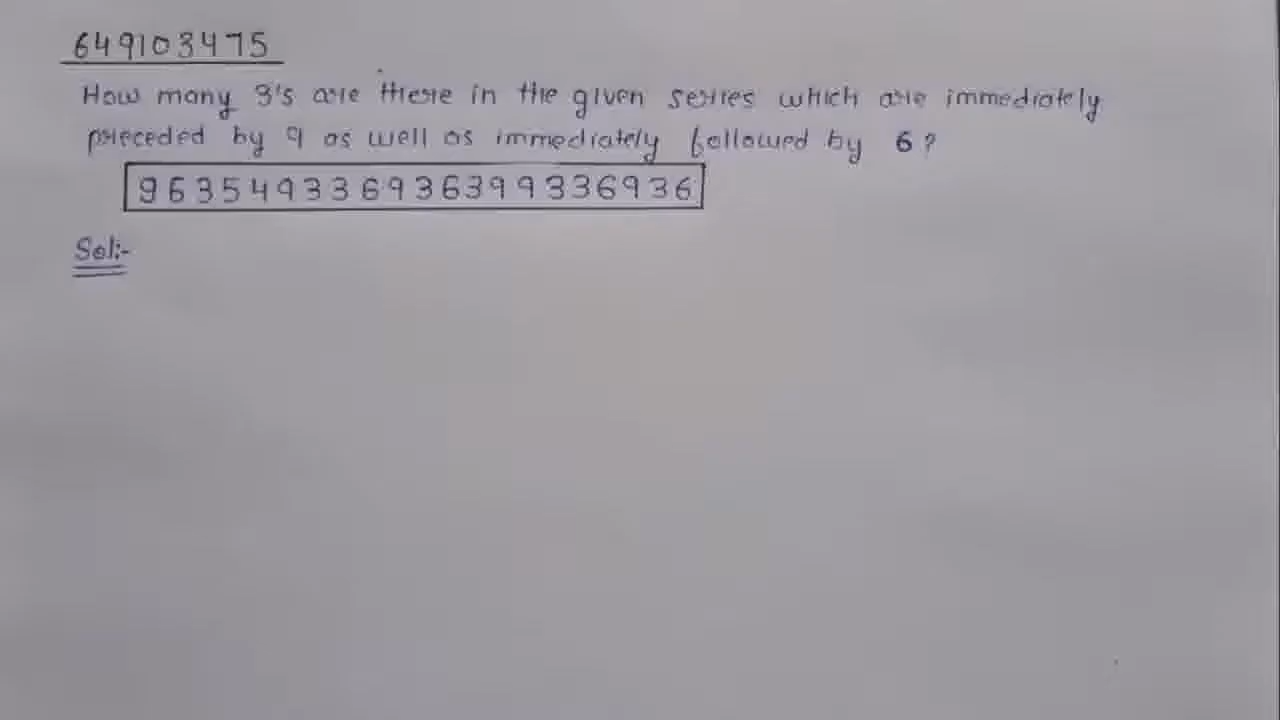 649103475
How many 3's are there in the given series which are immediately
preceded by 9 as well as immediately followed by 6?
963549336936399336936
Sol:-